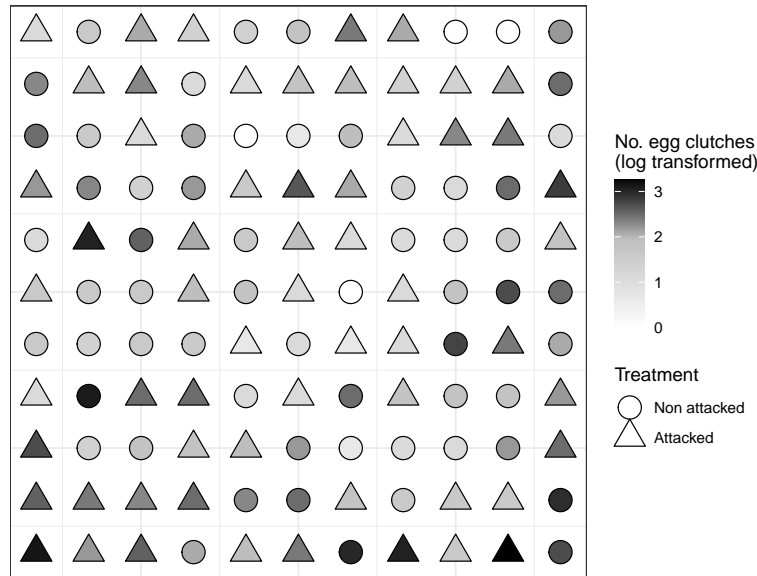 No. egg clutches
(log transformed)
3
2
1
0
Treatment
Non attacked
Attacked